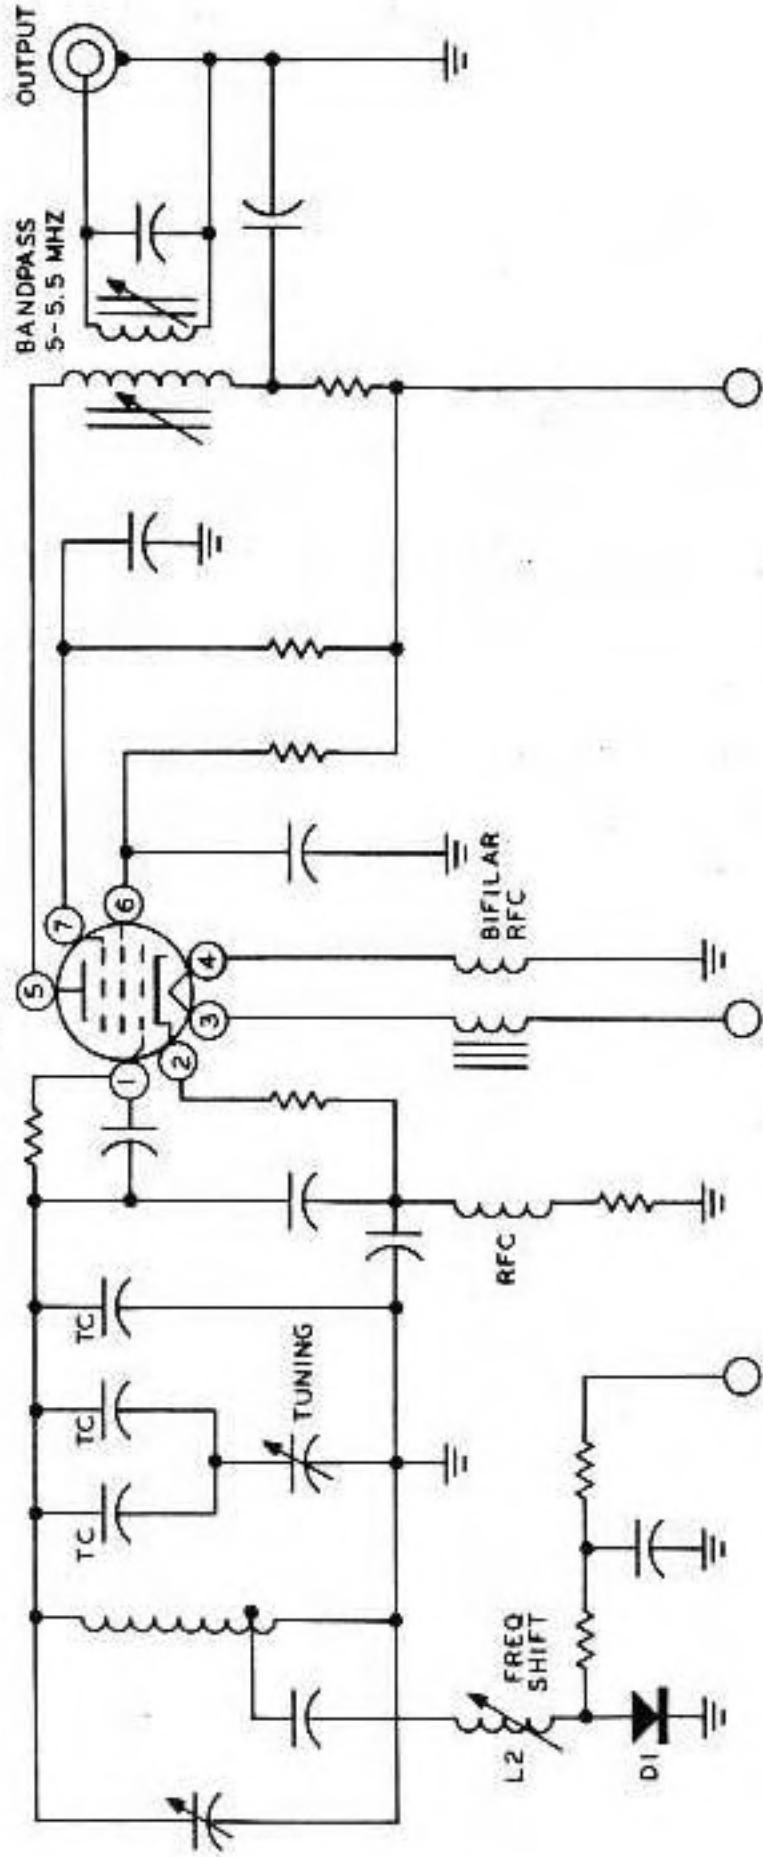 OUTPUT
BANDPASS
5-5.5 MHZ
5
7
6
1
2
3
4
BIFILAR
RFC
TC
TC
TC
TUNING
RFC
L2
FREQ
SHIFT
D1